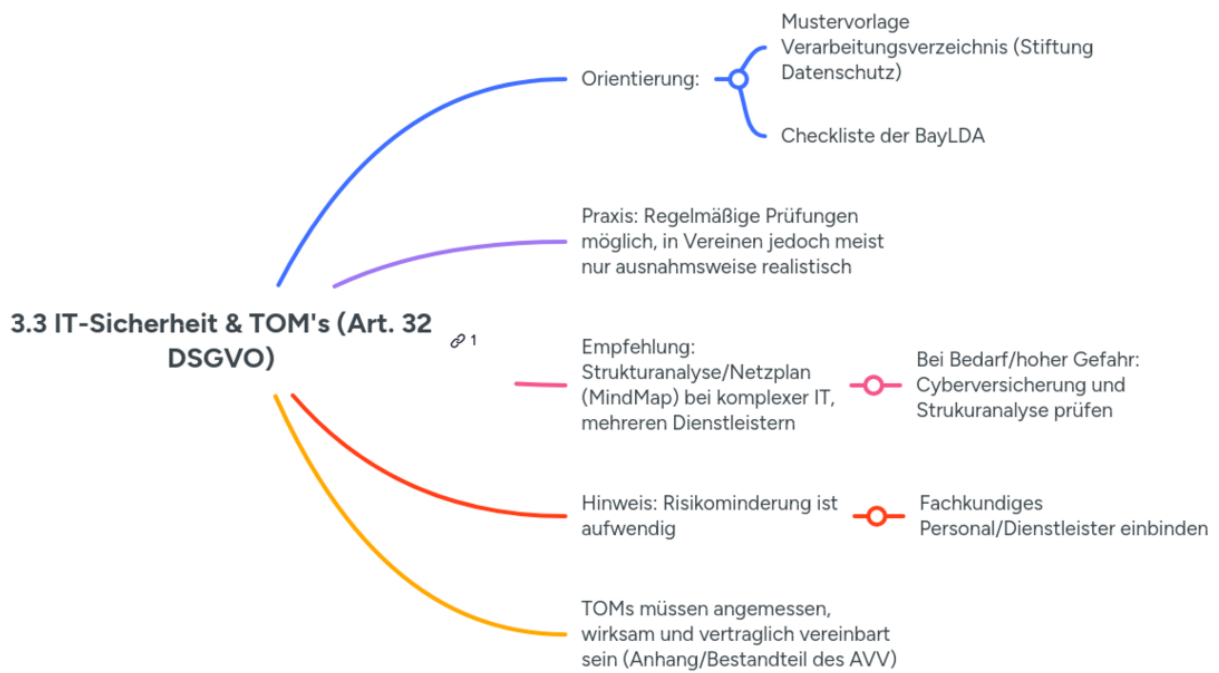 3.3 IT-Sicherheit & TOM's (Art. 32
DSGVO)
1
Orientierung:
Mustervorlage
Verarbeitungsverzeichnis (Stiftung
Datenschutz)
Checkliste der BayLDA
Praxis: Regelmäßige Prüfungen
möglich, in Vereinen jedoch meist
nur ausnahmsweise realistisch
Empfehlung:
Strukturanalyse/Netzplan
(MindMap) bei komplexer IT,
mehreren Dienstleistern
Bei Bedarf/hoher Gefahr:
Cyberversicherung und
Strukuranalyse prüfen
Hinweis: Risikominderung ist
aufwendig
Fachkundiges
Personal/Dienstleister einbinden
TOMs müssen angemessen,
wirksam und vertraglich vereinbart
sein (Anhang/Bestandteil des AVV)